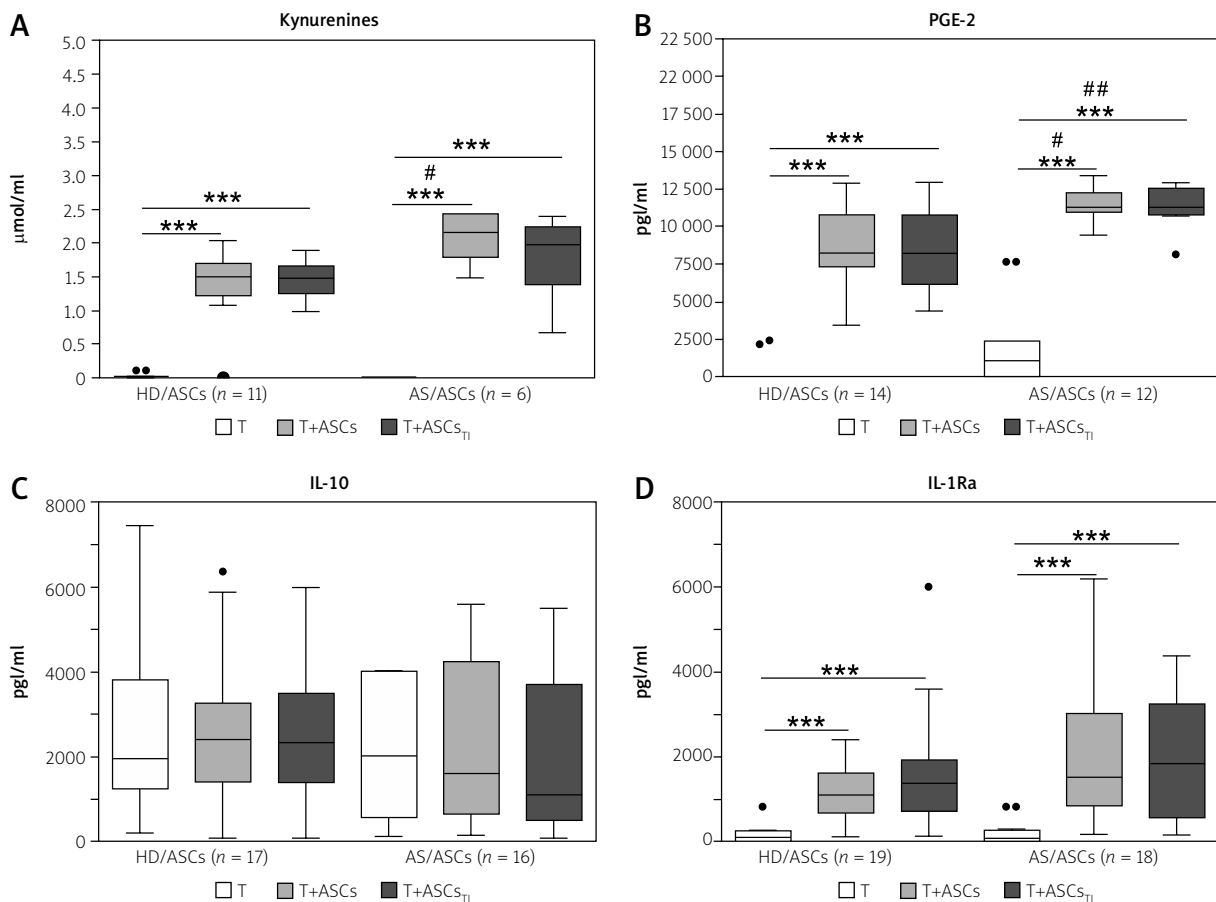 A
Kynurenines
5.0
4.5
4.0
3.5
3.0
2.5
2.0
1.5
1.0
0.5
0
µmol/ml
***
***
***
#
***
HD/ASCs (n = 11)
AS/ASCs (n = 6)
T T+ASCs T+ASCsTI
B
PGE-2
22 500
22 000
17 500
15 000
12 500
10 000
7500
5000
2500
0
pgl/ml
***
***
##
***
#
***
HD/ASCs (n = 14)
AS/ASCs (n = 12)
T T+ASCs T+ASCsTI
C
IL-10
8000
6000
4000
2000
0
pgl/ml
HD/ASCs (n = 17)
AS/ASCs (n = 16)
T T+ASCs T+ASCsTI
D
IL-1Ra
8000
6000
4000
2000
0
pgl/ml
***
***
***
***
HD/ASCs (n = 19)
AS/ASCs (n = 18)
T T+ASCs T+ASCsTI